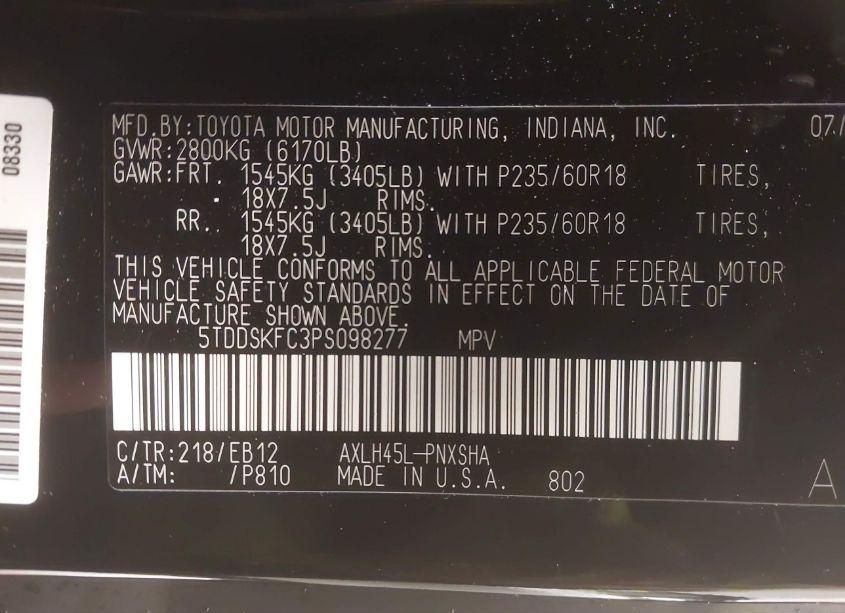 08330
MFD.BY:TOYOTA MOTOR MANUFACTURING, INDIANA, INC. 07/
GVWR:2800KG (6170LB)
GAWR:FRT. 1545KG (3405LB) WITH P235/60R18 TIRES,
18X7.5J RIMS.
RR.. 1545KG (3405LB) WITH P235/60R18 TIRES,
18X7.5J RIMS.
THIS VEHICLE CONFORMS TO ALL APPLICABLE FEDERAL MOTOR
VEHICLE SAFETY STANDARDS IN EFFECT ON THE DATE OF
MANUFACTURE SHOWN ABOVE.
5TDDSKFC3PS098277 MPV
C/TR:218/EB12 AXLH45L-PNXSHA
A/TM: /P810 MADE IN U.S.A. 802
A